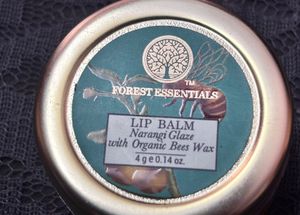 ™
FOREST ESSENTIALS
LIP BALM
Narangi Glaze
with Organic Bees Wax
4 g e 0.14 oz.